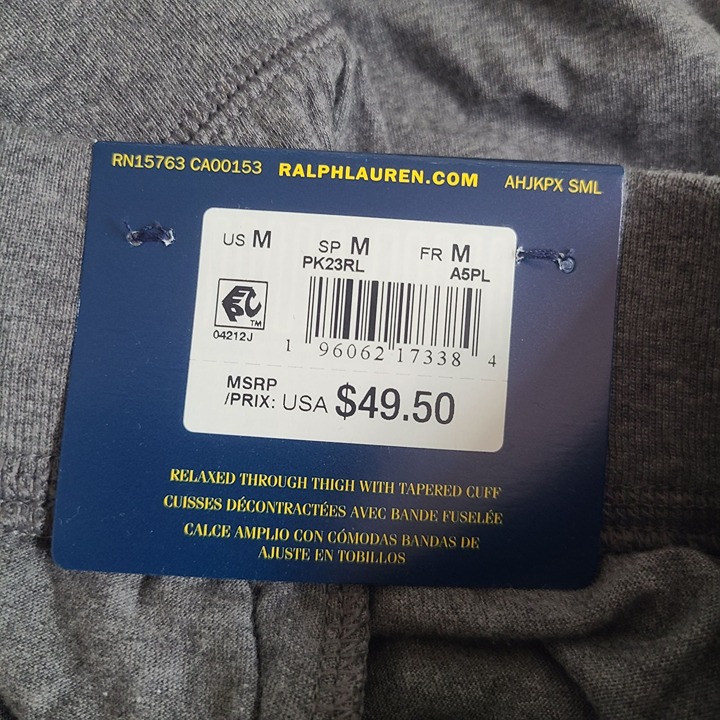 RN15763 CA00153 RALPHLAUREN.COM AHJKPX SML
US M SP M FR M
PK23RL A5PL
EPC TM
04212J
1 96062 17338 4
MSRP
/PRIX: USA $49.50
RELAXED THROUGH THIGH WITH TAPERED CUFF
CUISSES DÉCONTRACTÉES AVEC BANDE FUSELÉE
CALCE AMPLIO CON CÓMODAS BANDAS DE
AJUSTE EN TOBILLOS